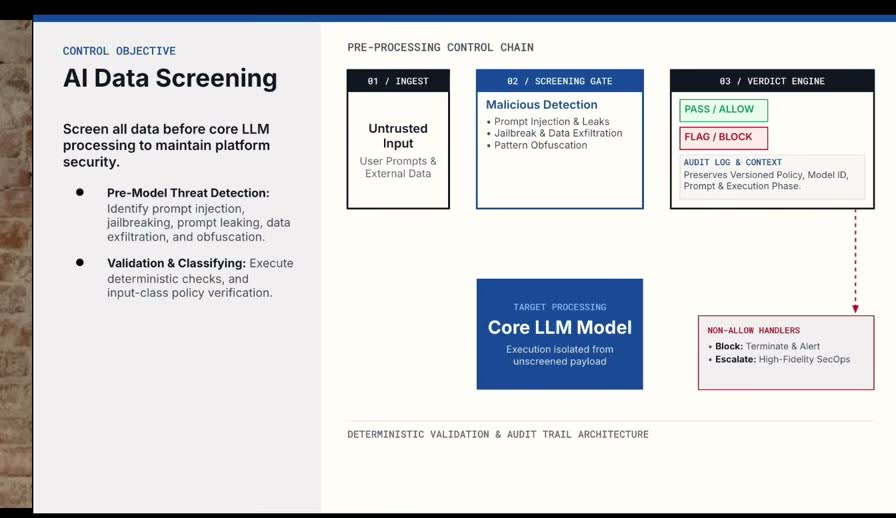 CONTROL OBJECTIVE
AI Data Screening
Screen all data before core LLM
processing to maintain platform
security.
● Pre-Model Threat Detection:
Identify prompt injection,
jailbreaking, prompt leaking, data
exfiltration, and obfuscation.
● Validation & Classifying: Execute
deterministic checks, and
input-class policy verification.
PRE-PROCESSING CONTROL CHAIN
01 / INGEST
Untrusted
Input
User Prompts &
External Data
02 / SCREENING GATE
Malicious Detection
• Prompt Injection & Leaks
• Jailbreak & Data Exfiltration
• Pattern Obfuscation
03 / VERDICT ENGINE
PASS / ALLOW
FLAG / BLOCK
AUDIT LOG & CONTEXT
Preserves Versioned Policy, Model ID,
Prompt & Execution Phase.
TARGET PROCESSING
Core LLM Model
Execution isolated from
unscreened payload
NON-ALLOW HANDLERS
• Block: Terminate & Alert
• Escalate: High-Fidelity SecOps
DETERMINISTIC VALIDATION & AUDIT TRAIL ARCHITECTURE